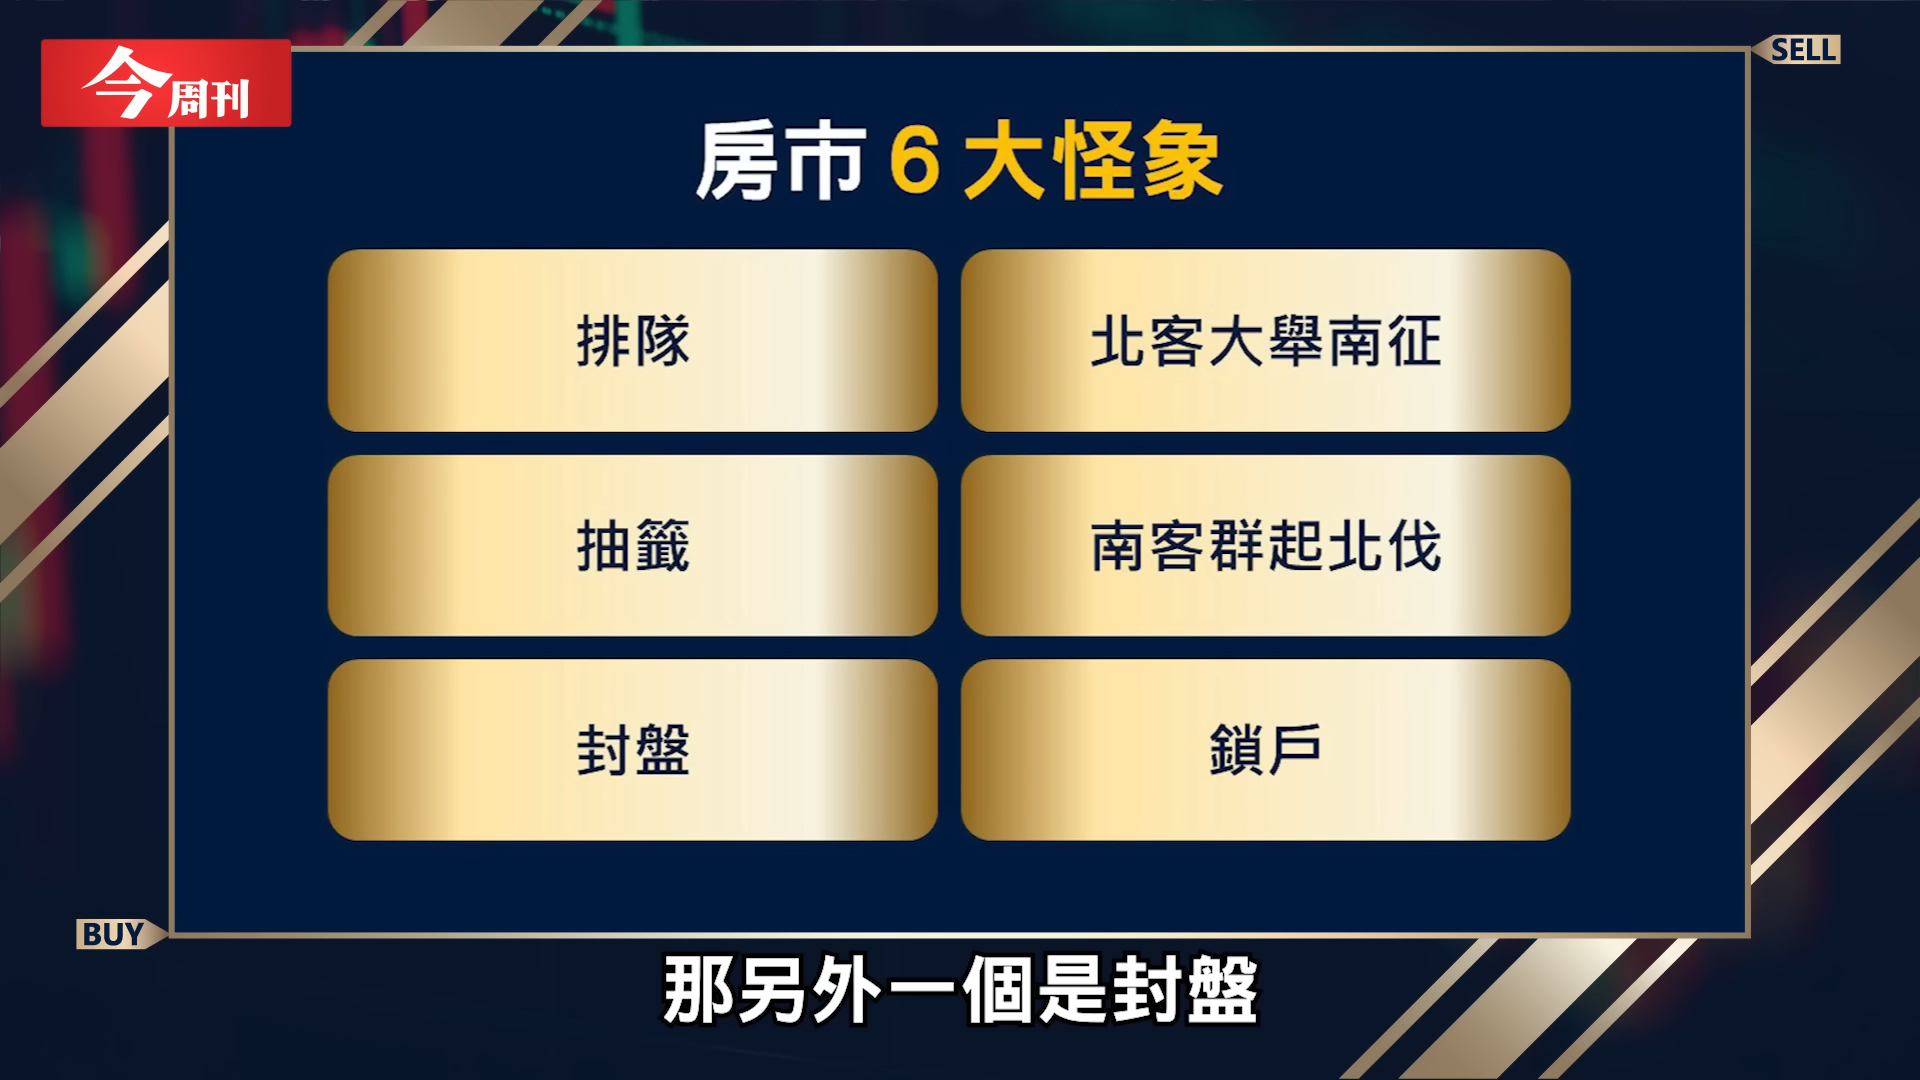 今周刊
SELL
房市6大怪象
排隊
北客大舉南征
抽籤
南客群起北伐
封盤
鎖戶
BUY
那另外一個是封盤